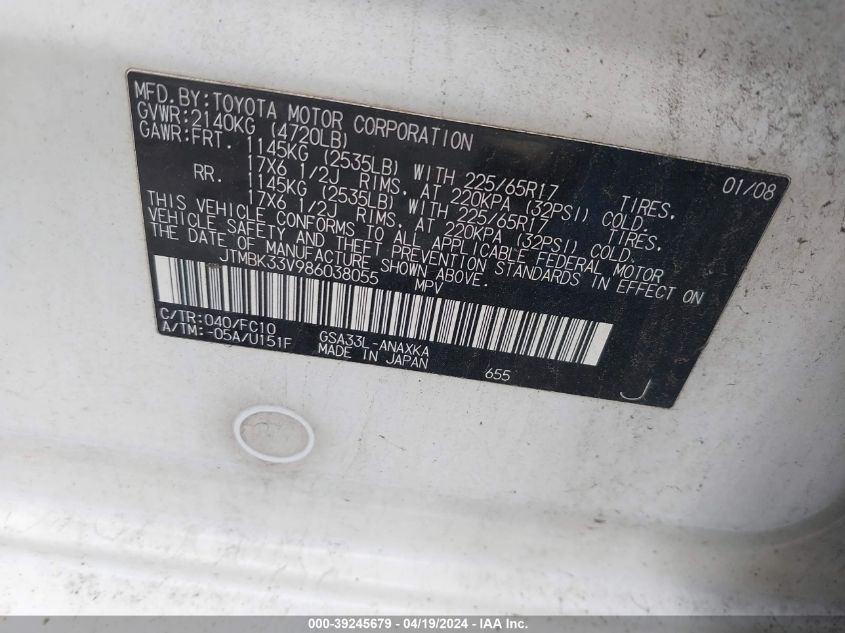 MFD.BY:TOYOTA MOTOR CORPORATION 01/08
GVWR:2140KG (4720LB)
GAWR:FRT. 1145KG (2535LB) WITH 225/65R17 TIRES.
17X6 1/2J RIMS. AT 220KPA (32PSI) COLD.
RR. 1145KG (2535LB) WITH 225/65R17 TIRES.
17X6 1/2J RIMS. AT 220KPA (32PSI) COLD.
THIS VEHICLE CONFORMS TO ALL APPLICABLE FEDERAL MOTOR
VEHICLE SAFETY AND THEFT PREVENTION STANDARDS IN EFFECT ON
THE DATE OF MANUFACTURE SHOWN ABOVE.
JTMBK33V986038055 MPV
C/TR:040/FC10 GSA33L-ANAXKA
A/TM:-05A/U151F MADE IN JAPAN 655
J
000-39245679 - 04/19/2024 - IAA Inc.